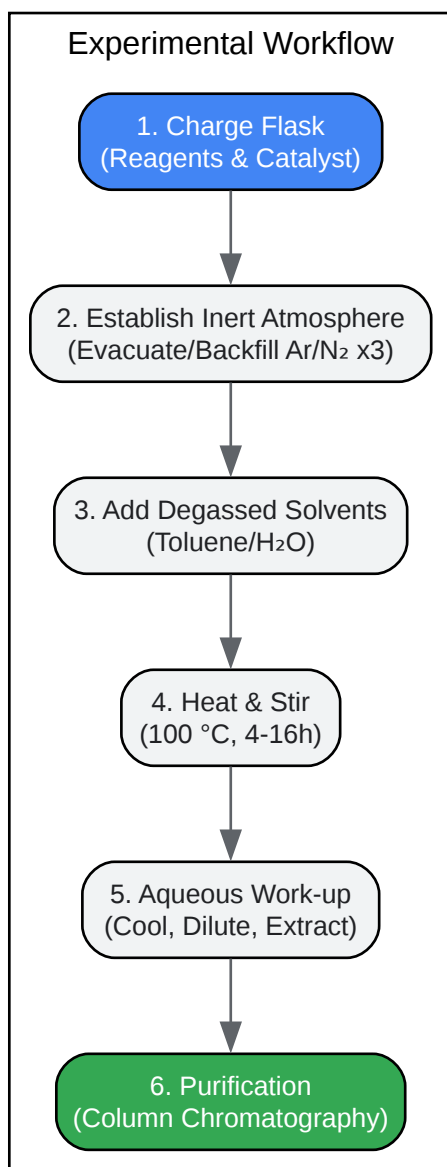 Experimental Workflow
1. Charge Flask
(Reagents & Catalyst)
2. Establish Inert Atmosphere
(Evacuate/Backfill Ar/N₂ x3)
3. Add Degassed Solvents
(Toluene/H₂O)
4. Heat & Stir
(100 °C, 4-16h)
5. Aqueous Work-up
(Cool, Dilute, Extract)
6. Purification
(Column Chromatography)